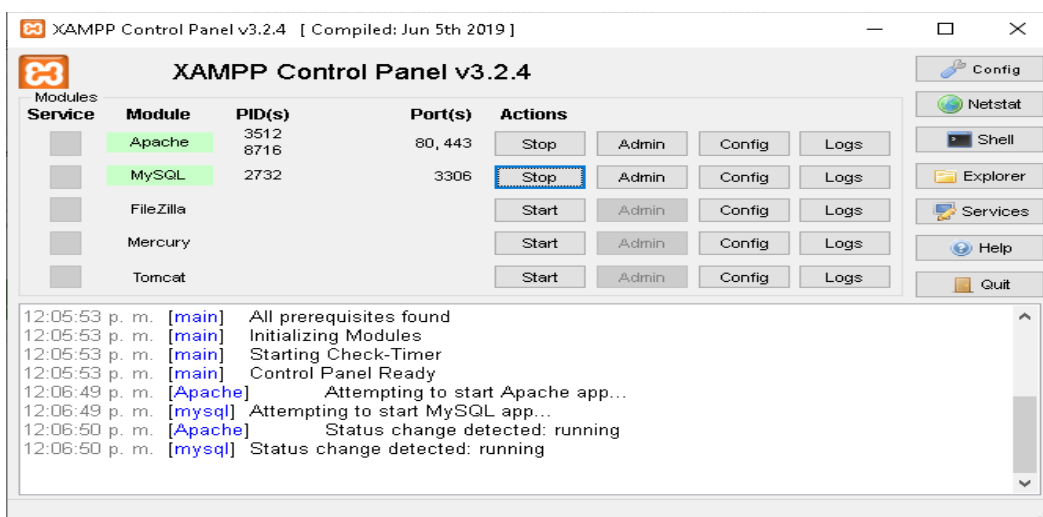 XAMPP Control Panel v3.2.4 [ Compiled: Jun 5th 2019 ]
XAMPP Control Panel v3.2.4
Config
Modules
Service Module PID(s) Port(s) Actions
Netstat
Apache 3512 8716 80, 443 Stop Admin Config Logs
Shell
MySQL 2732 3306 Stop Admin Config Logs
Explorer
FileZilla Start Admin Config Logs
Services
Mercury Start Admin Config Logs
Help
Tomcat Start Admin Config Logs
Quit
12:05:53 p. m. [main] All prerequisites found
12:05:53 p. m. [main] Initializing Modules
12:05:53 p. m. [main] Starting Check-Timer
12:05:53 p. m. [main] Control Panel Ready
12:06:49 p. m. [Apache] Attempting to start Apache app...
12:06:49 p. m. [mysql] Attempting to start MySQL app...
12:06:50 p. m. [Apache] Status change detected: running
12:06:50 p. m. [mysql] Status change detected: running